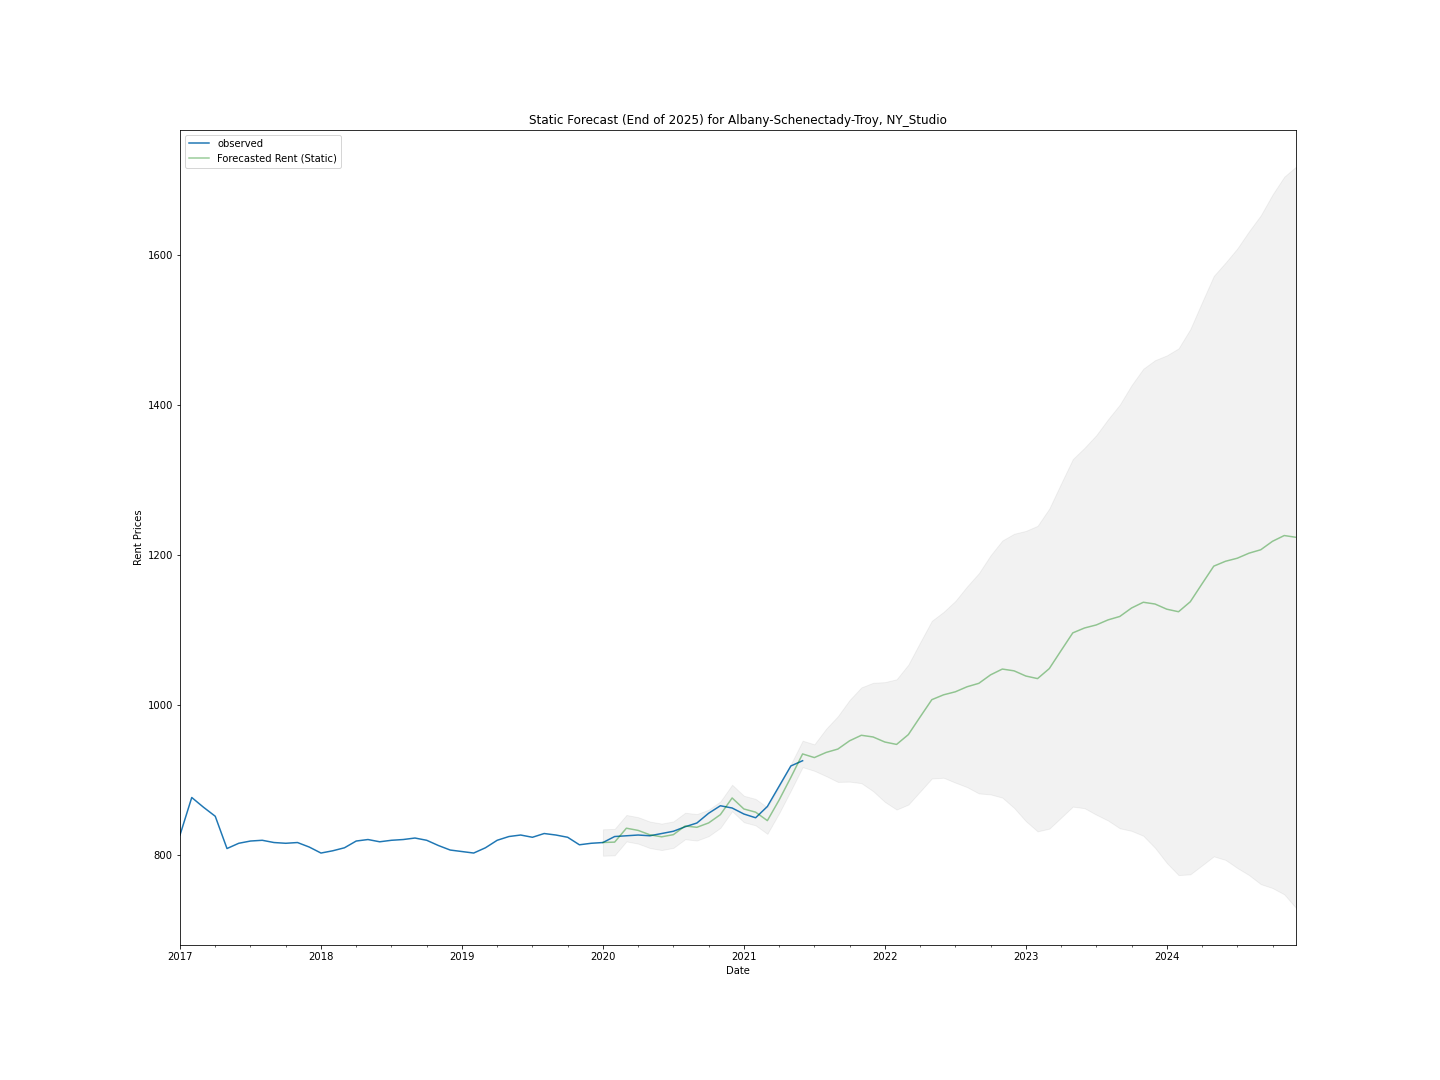 Static Forecast (End of 2025) for Albany-Schenectady-Troy, NY_Studio
observed
Forecasted Rent (Static)
1600
1400
1200
1000
800
Rent Prices
2017 2018 2019 2020 2021 2022 2023 2024
Date